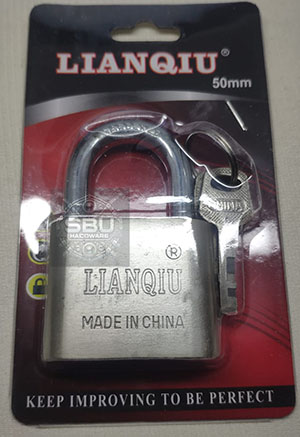 LIANQIU®
50mm
SBU
HARDWARE
®
LIANQIU
MADE IN CHINA
KEEP IMPROVING TO BE PERFECT